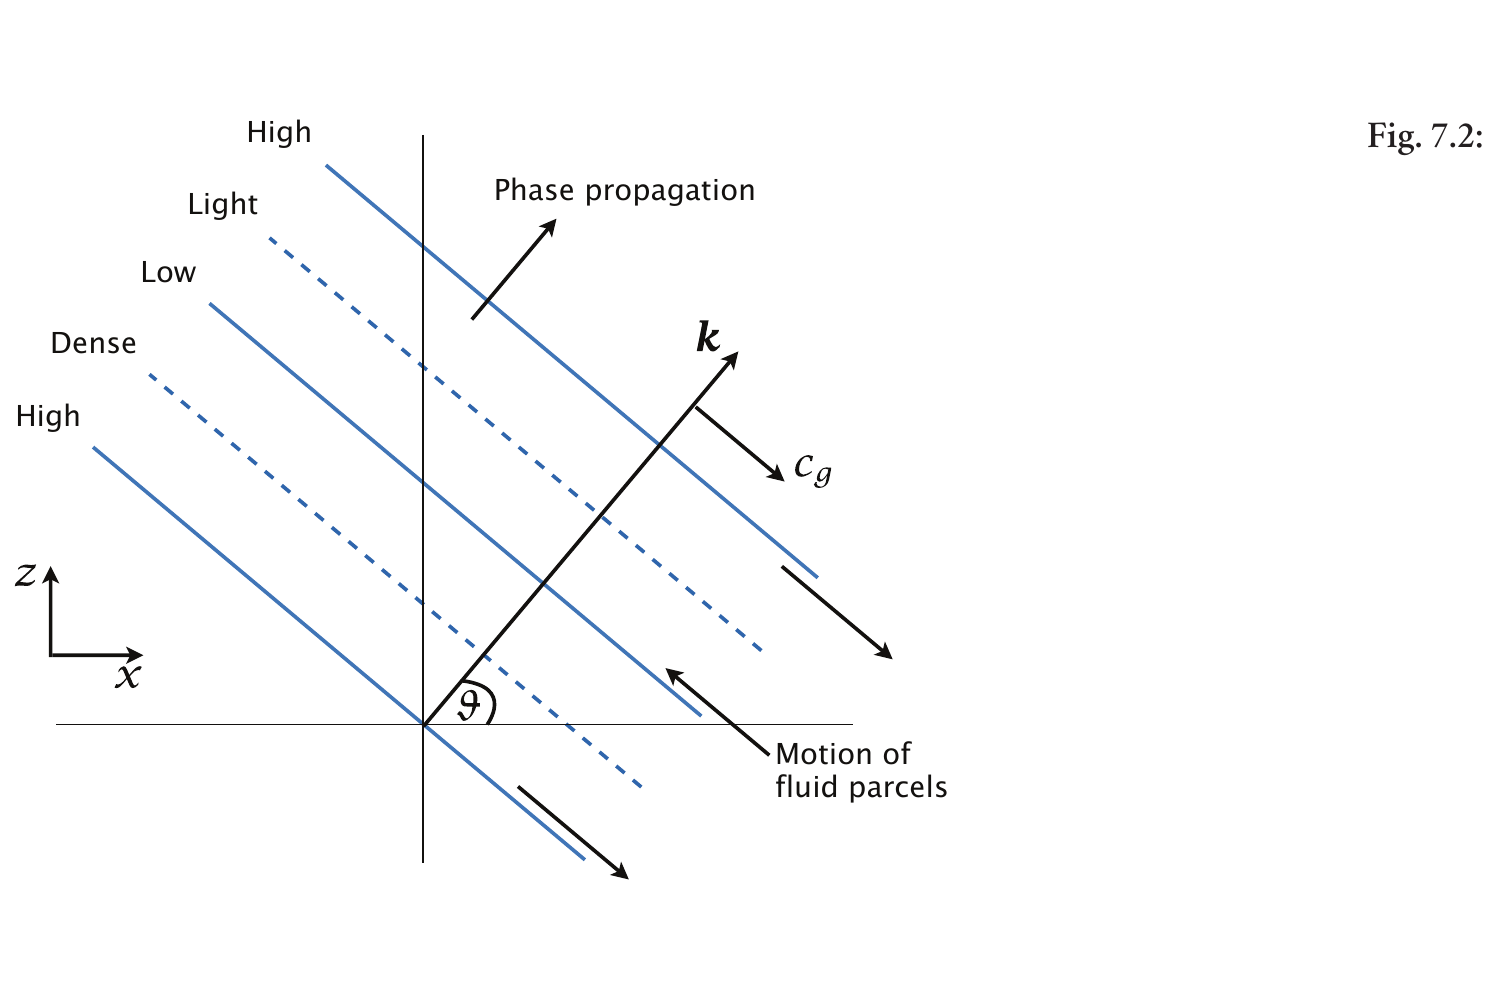 High
Fig. 7.2:
Phase propagation
Light
Low
k
Dense
High
c_g
z
x
ϑ
Motion of
fluid parcels